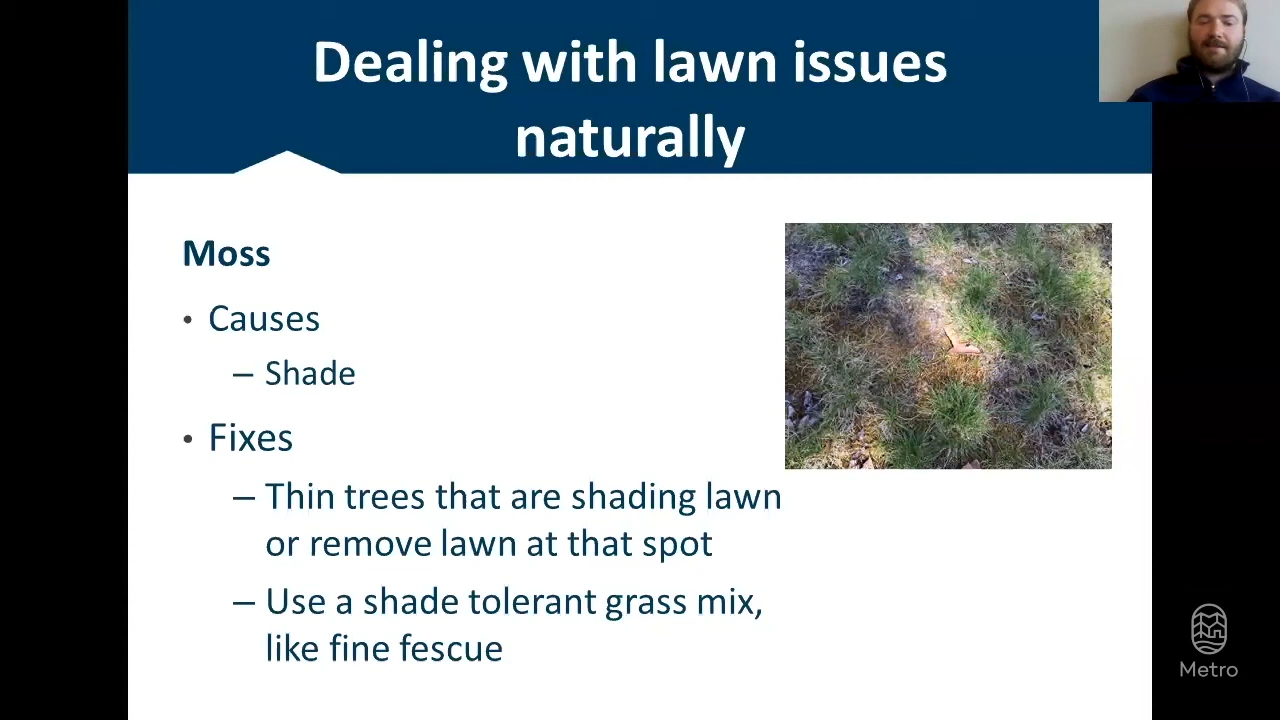 Dealing with lawn issues
naturally
Moss
• Causes
– Shade
• Fixes
– Thin trees that are shading lawn
or remove lawn at that spot
– Use a shade tolerant grass mix,
like fine fescue
Metro